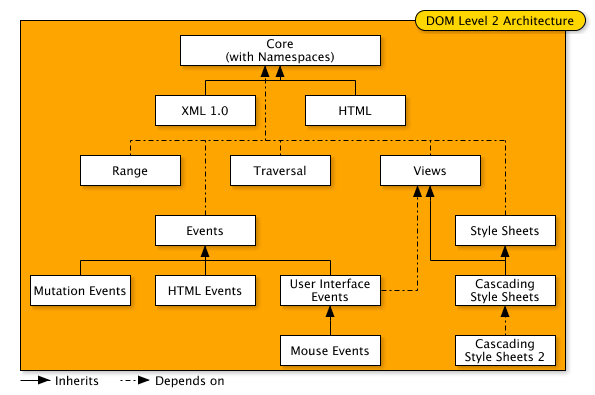 DOM Level 2 Architecture
Core
(with Namespaces)
XML 1.0
HTML
Range
Traversal
Views
Events
Style Sheets
Mutation Events
HTML Events
User Interface
Events
Cascading
Style Sheets
Mouse Events
Cascading
Style Sheets 2
Inherits
Depends on